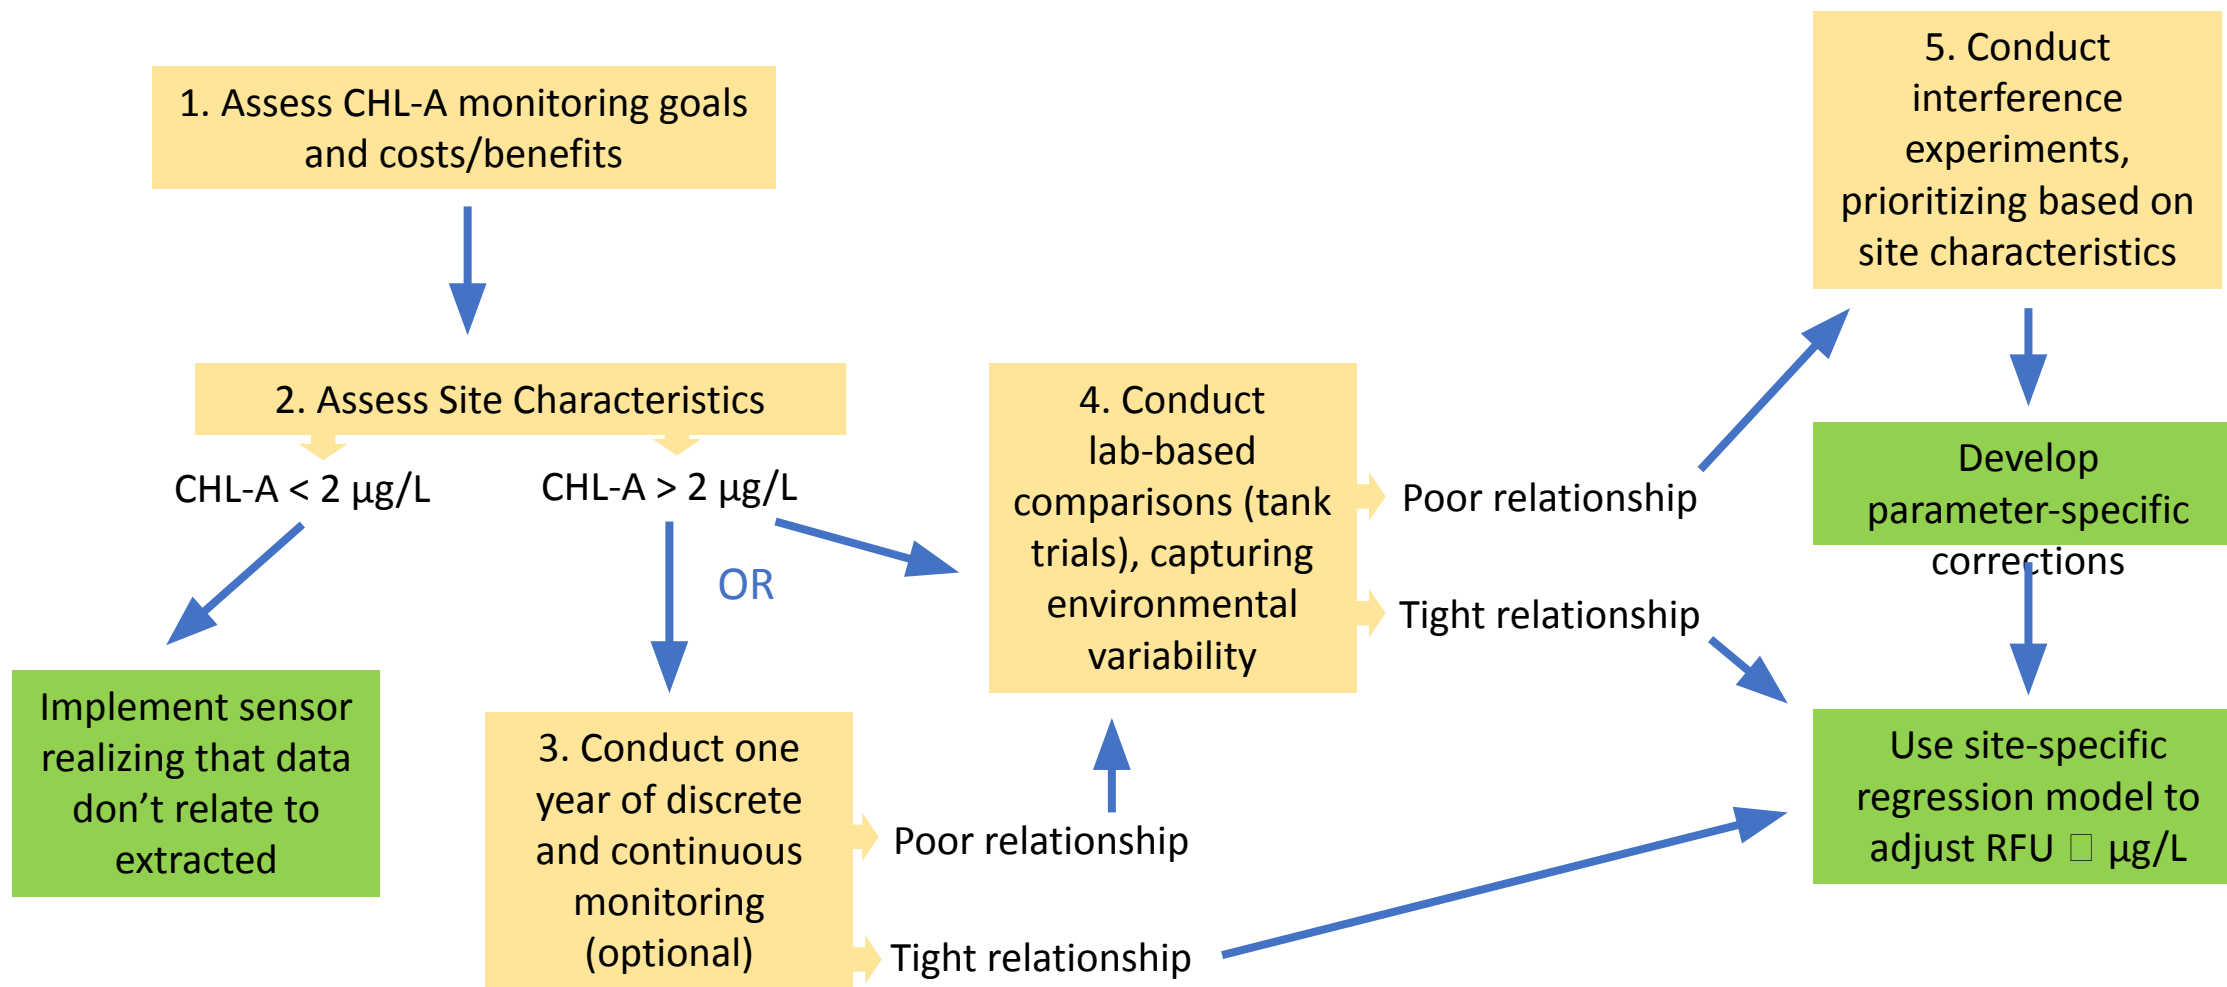 1. Assess CHL-A monitoring goals
and costs/benefits
2. Assess Site Characteristics
CHL-A < 2 µg/L
CHL-A > 2 µg/L
OR
Implement sensor
realizing that data
don’t relate to
extracted
3. Conduct one
year of discrete
and continuous
monitoring
(optional)
Poor relationship
Tight relationship
4. Conduct
lab-based
comparisons (tank
trials), capturing
environmental
variability
Poor relationship
Tight relationship
5. Conduct
interference
experiments,
prioritizing based on
site characteristics
Develop
parameter-specific
corrections
Use site-specific
regression model to
adjust RFU □ µg/L